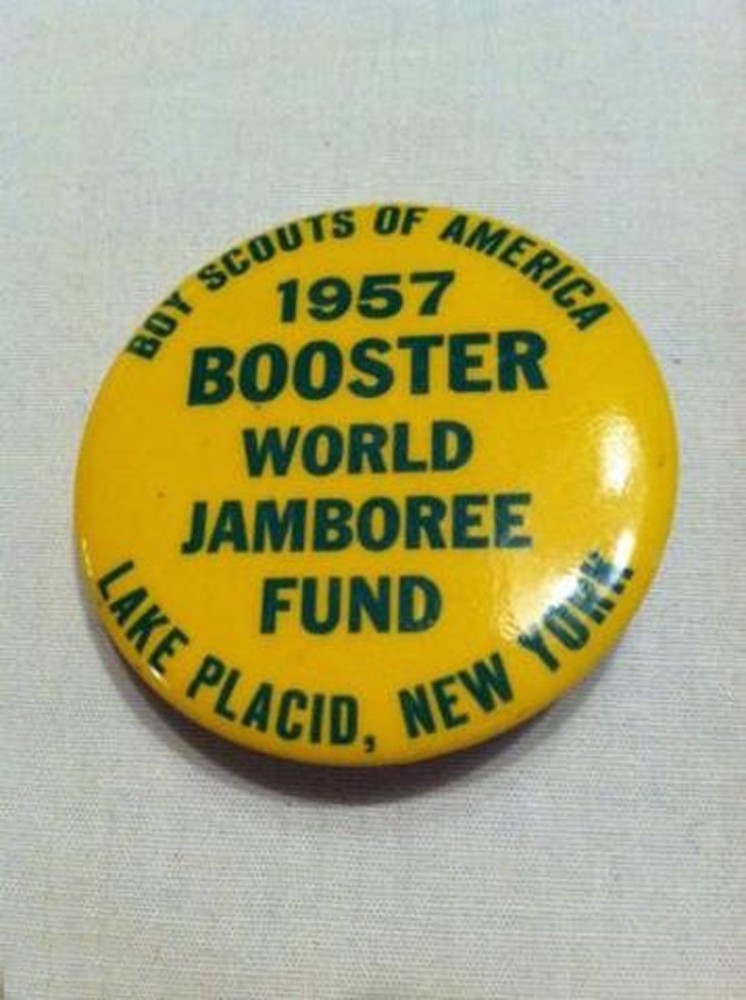 BOY SCOUTS OF AMERICA
1957
BOOSTER
WORLD
JAMBOREE
FUND
LAKE PLACID, NEW YORK